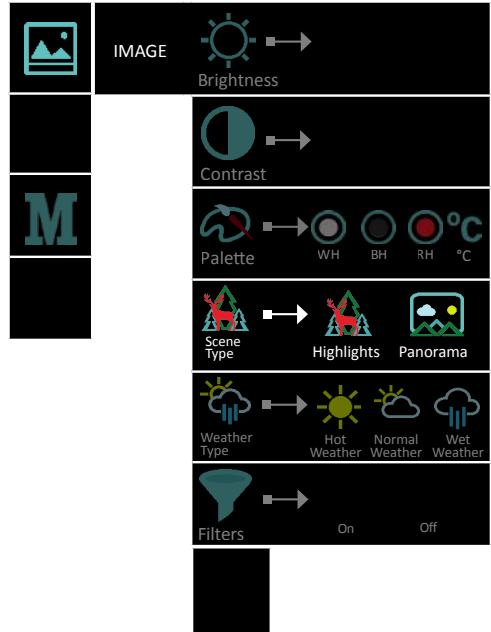 IMAGE
Brightness
Contrast
°C
M
Palette
WH BH RH °C
Scene
Type
Highlights Panorama
Weather
Type
Hot
Weather
Normal
Weather
Wet
Weather
Filters
On Off